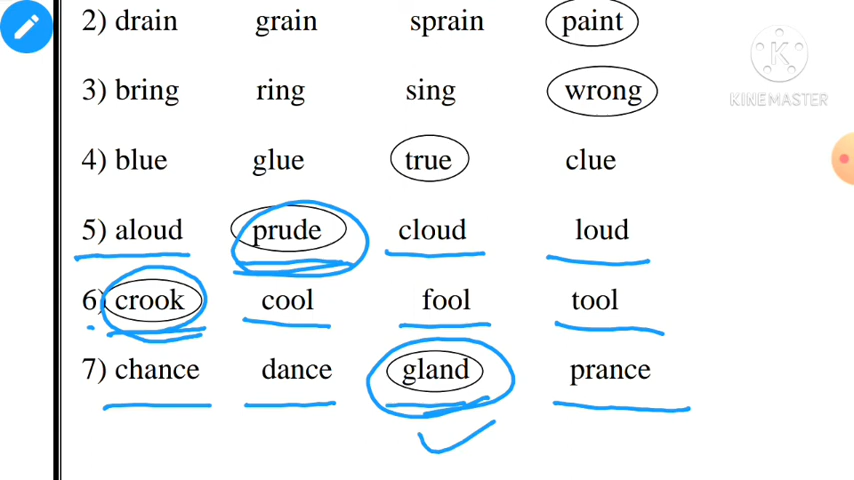 2) drain grain sprain paint
KINEMASTER
3) bring ring sing wrong
4) blue glue true clue
5) aloud prude cloud loud
6) crook cool fool tool
7) chance dance gland prance